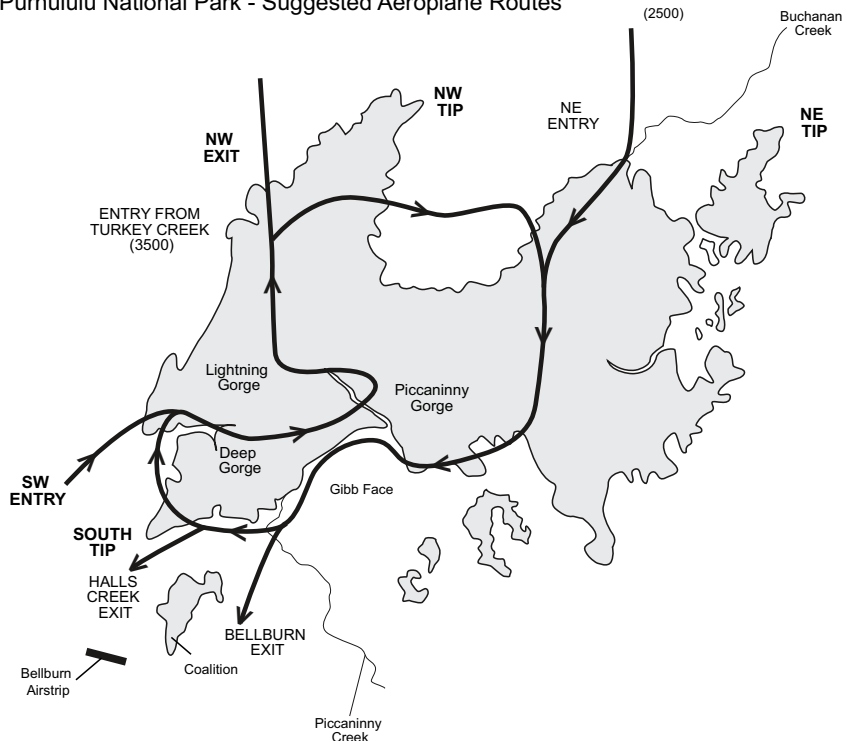 Purnululu National Park - Suggested Aeroplane Routes
(2500)
Buchanan
Creek
NW
TIP
NE
ENTRY
NE
TIP
NW
EXIT
ENTRY FROM
TURKEY CREEK
(3500)
Lightning
Gorge
Piccaninny
Gorge
Deep
Gorge
SW
ENTRY
Gibb Face
SOUTH
TIP
HALLS
CREEK
EXIT
BELLBURN
EXIT
Coalition
Bellburn
Airstrip
Piccaninny
Creek